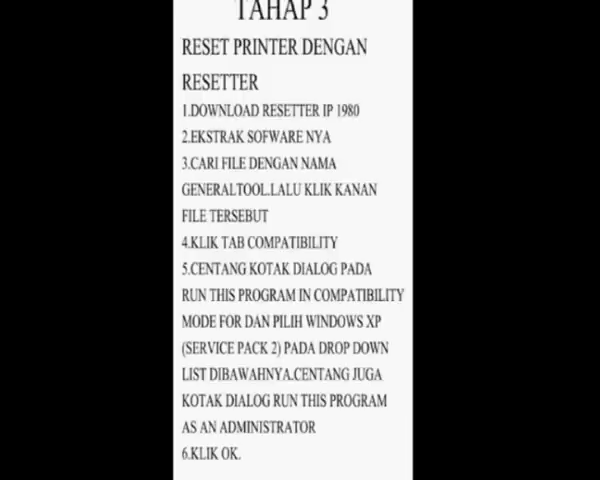 TAHAP 3
RESET PRINTER DENGAN
RESETTER
1.DOWNLOAD RESETTER IP 1980
2.EKSTRAK SOFWARE NYA
3.CARI FILE DENGAN NAMA
GENERALTOOL.LALU KLIK KANAN
FILE TERSEBUT
4.KLIK TAB COMPATIBILITY
5.CENTANG KOTAK DIALOG PADA
RUN THIS PROGRAM IN COMPATIBILITY
MODE FOR DAN PILIH WINDOWS XP
(SERVICE PACK 2) PADA DROP DOWN
LIST DIBAWAHNYA.CENTANG JUGA
KOTAK DIALOG RUN THIS PROGRAM
AS AN ADMINISTRATOR
6.KLIK OK.